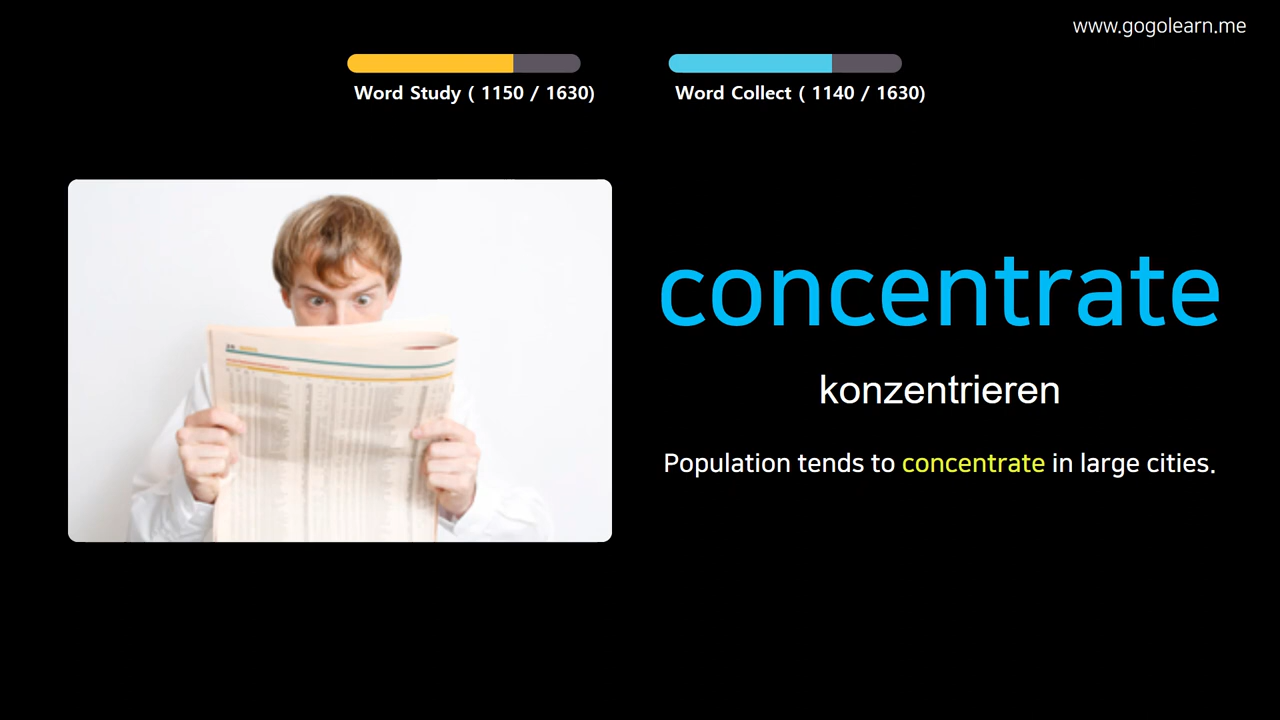 www.gogolearn.me
Word Study ( 1150 / 1630)
Word Collect ( 1140 / 1630)
concentrate
konzentrieren
Population tends to concentrate in large cities.